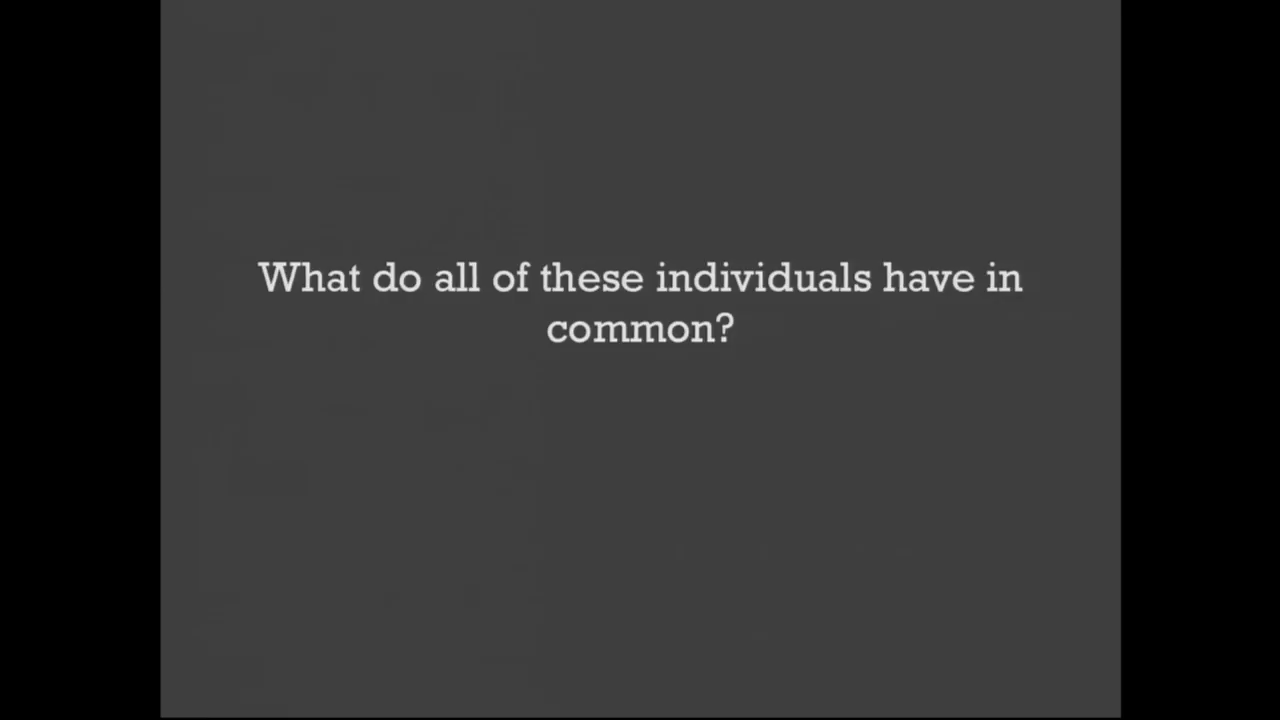 What do all of these individuals have in
common?